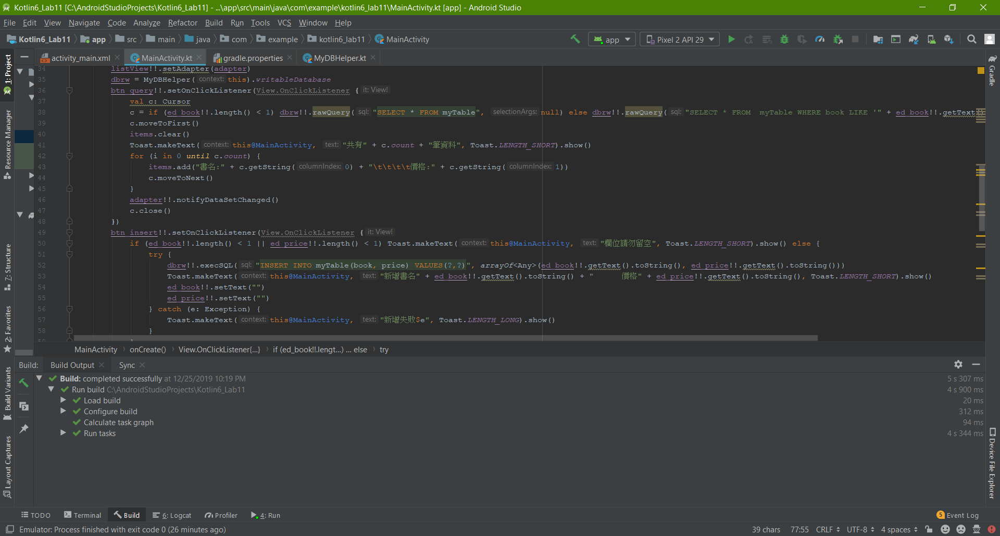 Kotlin6_Lab11 [C:\AndroidStudioProjects\Kotlin6_Lab11] - ...\app\src\main\java\com\example\kotlin6_lab11\MainActivity.kt [app] - Android Studio
File Edit View Navigate Code Analyze Refactor Build Run Tools VCS Window Help
Kotlin6_Lab11 app src main java com example kotlin6_lab11 MainActivity app Pixel 2 API 29
activity_main.xml MainActivity.kt gradle.properties MyDBHelper.kt
34 listView!!.setAdapter(adapter)
35 dbrw = MyDBHelper( context: this).writableDatabase
36 btn_query!!.setOnClickListener(View.OnClickListener { it: View!
37 val c: Cursor
38 c = if (ed_book!!.length() < 1) dbrw!!.rawQuery( sql: "SELECT * FROM myTable", selectionArgs: null) else dbrw!!.rawQuery( sql: "SELECT * FROM  myTable WHERE book LIKE '" + ed_book!!.getText()
39 c.moveToFirst()
40 items.clear()
41 Toast.makeText( context: this@MainActivity, text: "共有" + c.count + "筆資料", Toast.LENGTH_SHORT).show()
42 for (i in 0 until c.count) {
43 items.add("書名:" + c.getString( columnIndex: 0) + "\t\t\t\t價格:" + c.getString( columnIndex: 1))
44 c.moveToNext()
45 }
46 adapter!!.notifyDataSetChanged()
47 c.close()
48 })
49 btn_insert!!.setOnClickListener(View.OnClickListener { it: View!
50 if (ed_book!!.length() < 1 || ed_price!!.length() < 1) Toast.makeText( context: this@MainActivity, text: "欄位請勿留空", Toast.LENGTH_SHORT).show() else {
51 try {
52 dbrw!!.execSQL( sql: "INSERT INTO myTable(book, price) VALUES(?,?)", arrayOf<Any>(ed_book!!.getText().toString(), ed_price!!.getText().toString()))
53 Toast.makeText( context: this@MainActivity, text: "新增書名" + ed_book!!.getText().toString() + "      價格" + ed_price!!.getText().toString(), Toast.LENGTH_SHORT).show()
54 ed_book!!.setText("")
55 ed_price!!.setText("")
56 } catch (e: Exception) {
57 Toast.makeText( context: this@MainActivity, text: "新增失敗$e", Toast.LENGTH_LONG).show()
58 }
MainActivity onCreate() View.OnClickListener{...} if (ed_book!!.lengt...) ... else try
Build: Build Output Sync
Build: completed successfully at 12/25/2019 10:19 PM 5 s 307 ms
Run build C:\AndroidStudioProjects\Kotlin6_Lab11 4 s 900 ms
Load build 20 ms
Configure build 312 ms
Calculate task graph 94 ms
Run tasks 4 s 344 ms
1: Project
Resource Manager
7: Structure
2: Favorites
Build Variants
Layout Captures
Gradle
Device File Explorer
TODO Terminal Build 6: Logcat Profiler 4: Run 5 Event Log
Emulator: Process finished with exit code 0 (26 minutes ago) 39 chars 77:55 CRLF UTF-8 4 spaces